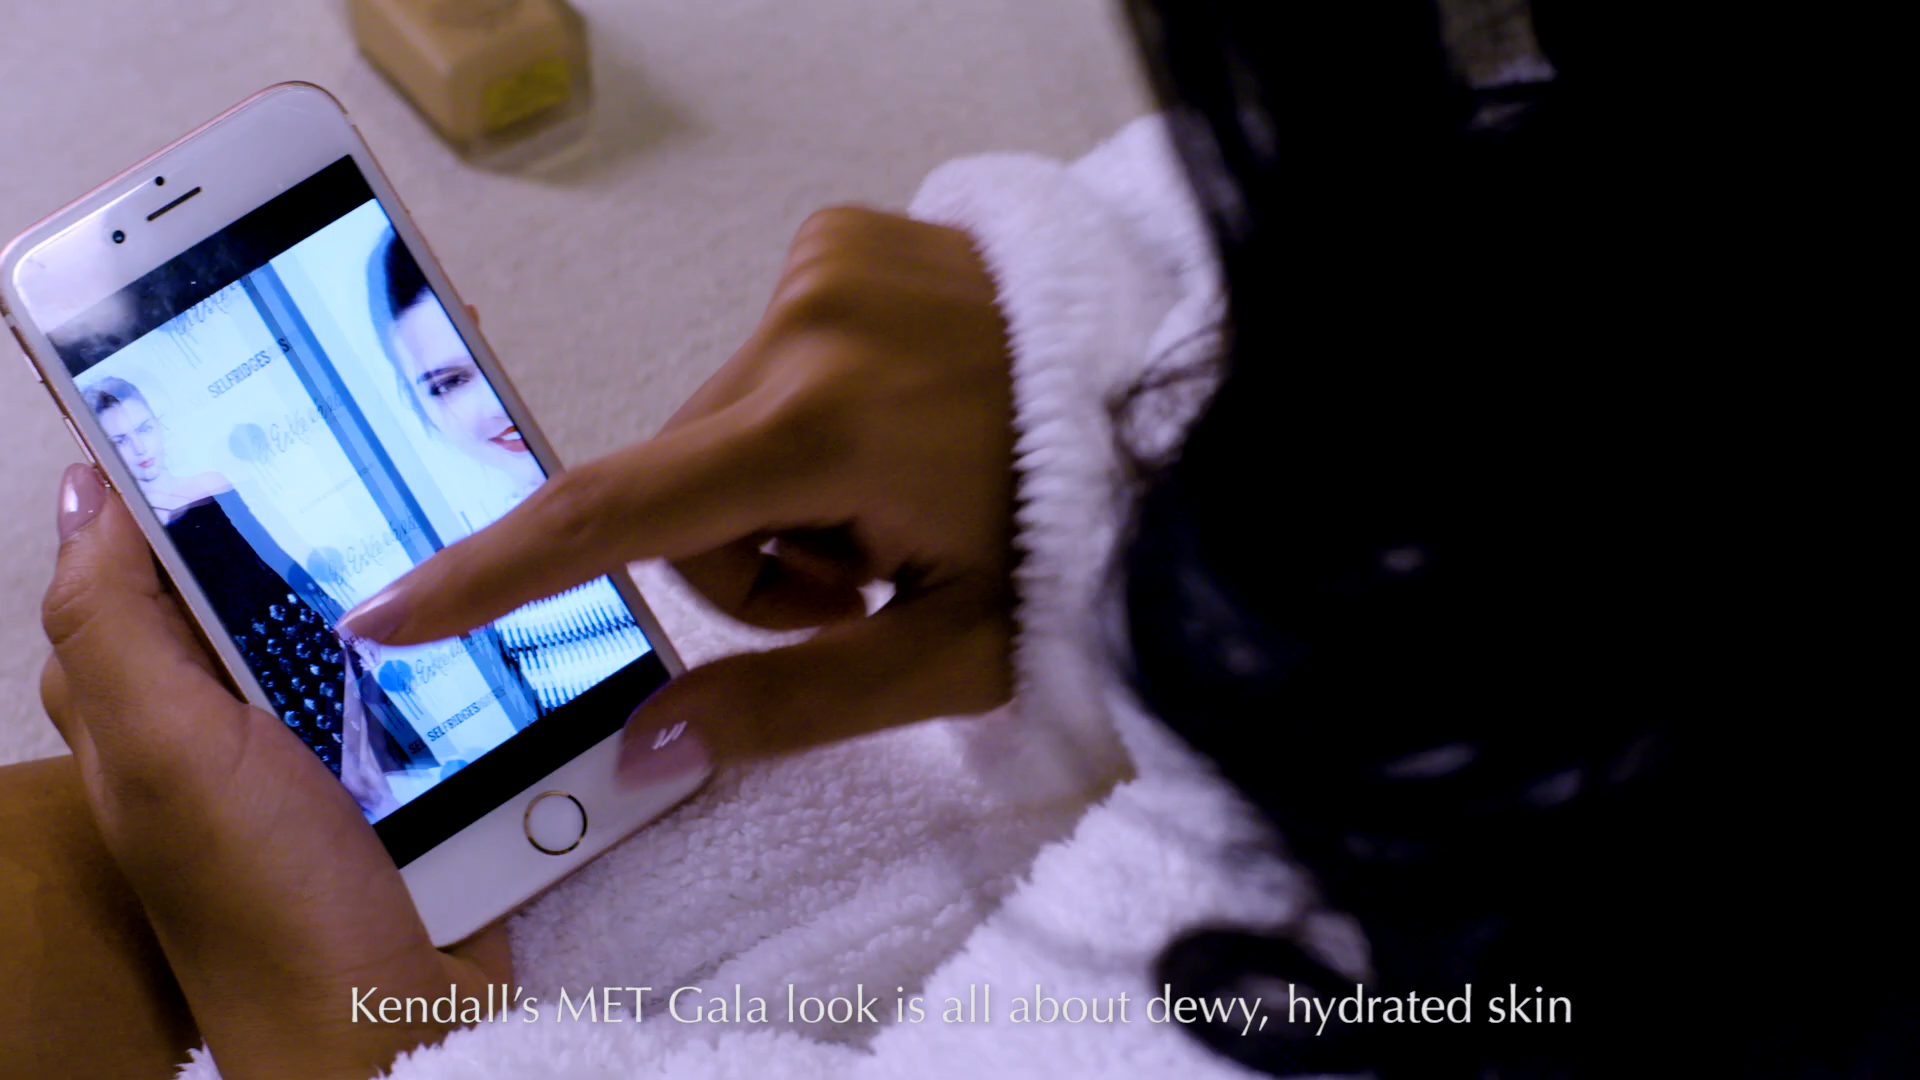 SELFRIDGES
SELFRIDGES
Kendall's MET Gala look is all about dewy, hydrated skin